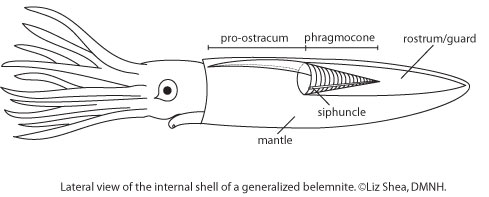 pro-ostracum
phragmocone
rostrum/guard
siphuncle
mantle
Lateral view of the internal shell of a generalized belemnite. ©Liz Shea, DMNH.